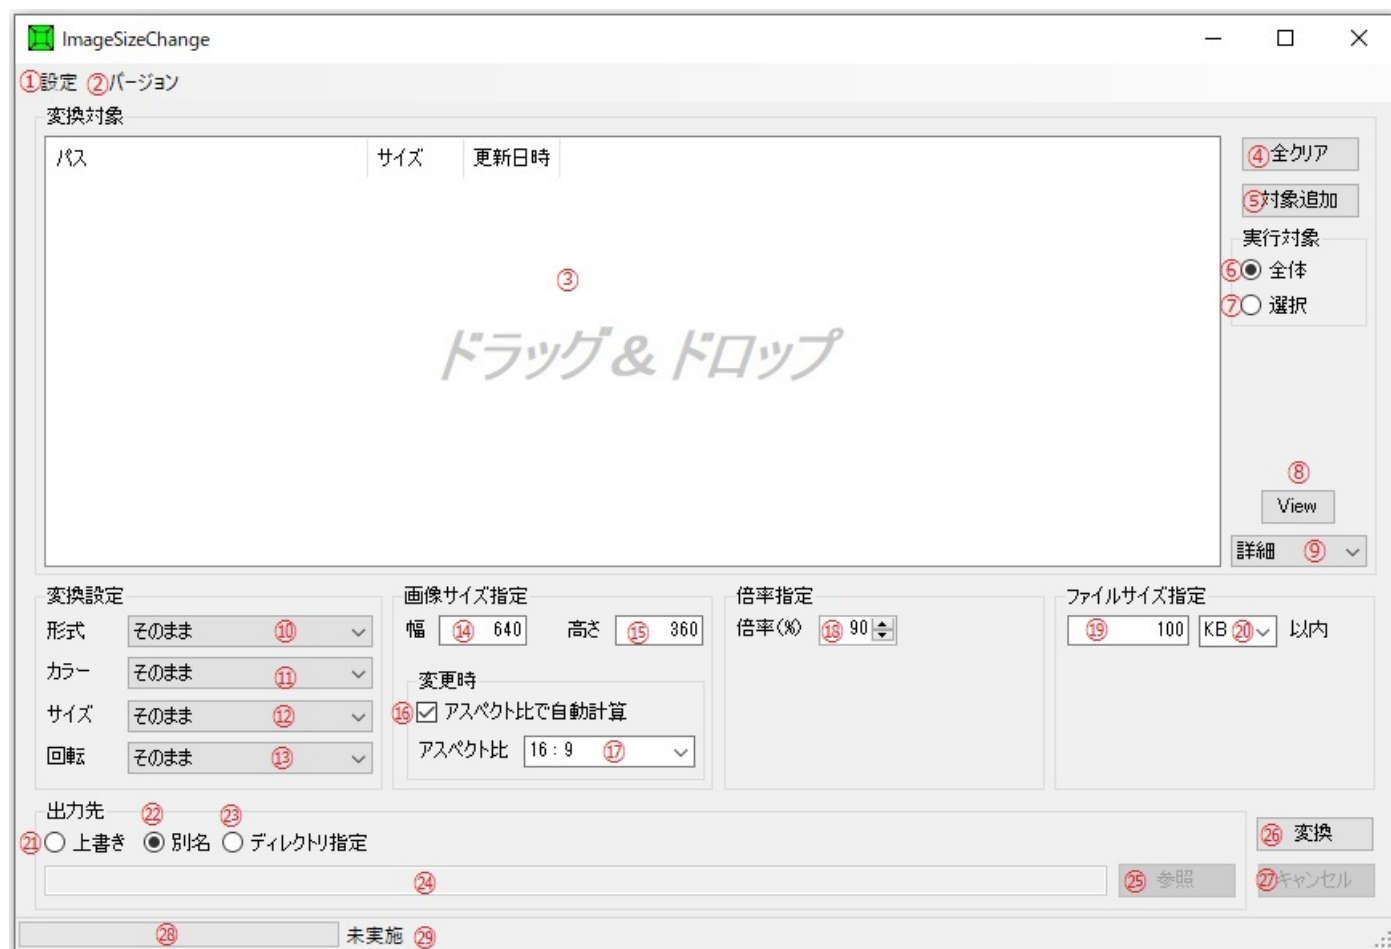 ImageSizeChange
①設定 ②バージョン
変換対象
パス サイズ 更新日時
④全クリア
⑤対象追加
実行対象
⑥全体
⑦選択
③
ドラッグ＆ドロップ
⑧
View
詳細 ⑨
変換設定
形式 そのまま ⑩
カラー そのまま ⑪
サイズ そのまま ⑫
回転 そのまま ⑬
画像サイズ指定
幅 ⑭ 640 高さ ⑮ 360
変更時
⑯ アスペクト比で自動計算
アスペクト比 16：9 ⑰
倍率指定
倍率(%) ⑱ 90
ファイルサイズ指定
⑲ 100 KB ⑳ 以内
出力先 ㉒ ㉓
㉑ 上書き 別名 ディレクトリ指定
㉔ ㉕ 参照
㉖ 変換
㉗キャンセル
㉘ 未実施 ㉙